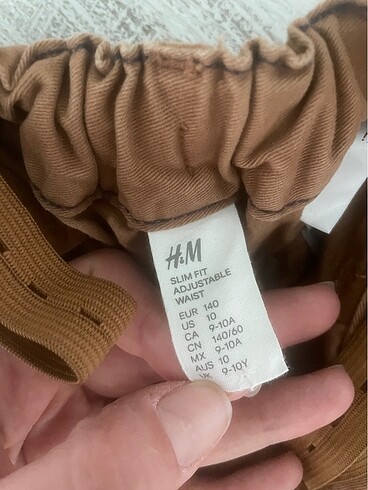 H&M
SLIM FIT
ADJUSTABLE
WAIST
EUR 140
US 10
CA 9-10A
CN 140/60
MX 9-10A
AUS 10
UK 9-10Y